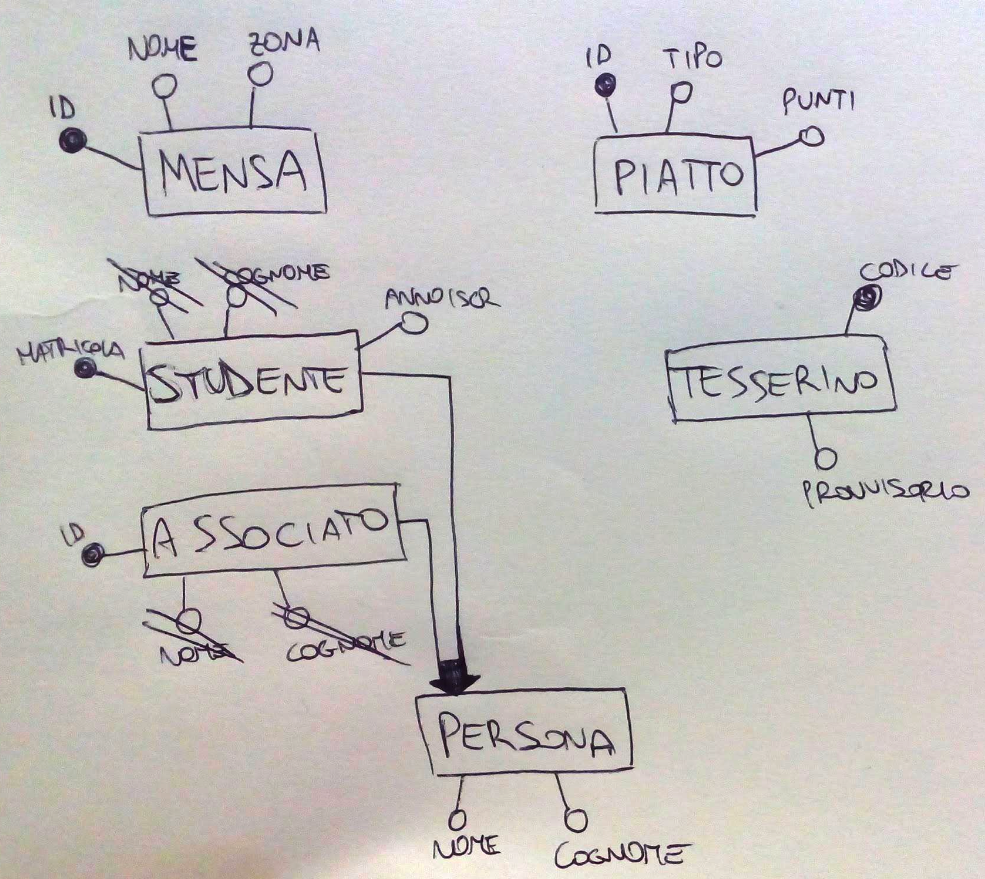 NOME
ZONA
ID
MENSA
ID
TIPO
PUNTI
PIATTO
NOME
COGNOME
ANNOISCR
MATRICOLA
STUDENTE
CODICE
TESSERINO
PROVVISORIO
ID
ASSOCIATO
NOME
COGNOME
PERSONA
NOME
COGNOME